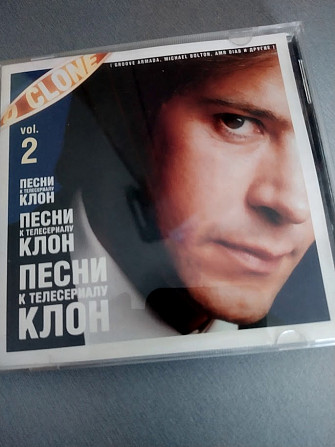 O CLONE
( GROOVE ARMADA, MICHAEL BOLTON, AMR DIAB И ДРУГИЕ )
vol.
2
ПЕСНИ
К ТЕЛЕСЕРИАЛУ
КЛОН
ПЕСНИ
К ТЕЛЕСЕРИАЛУ
КЛОН
ПЕСНИ
К ТЕЛЕСЕРИАЛУ
КЛОН